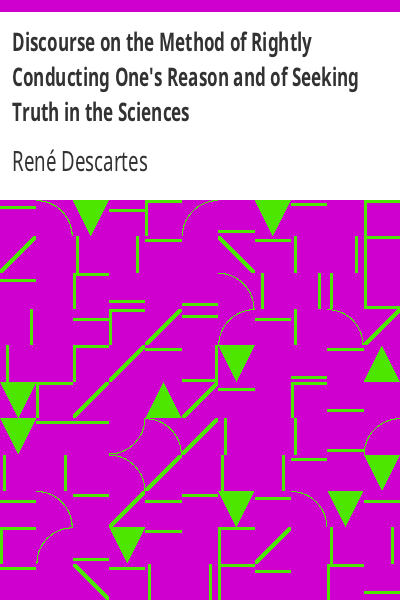 Discourse on the Method of Rightly
Conducting One's Reason and of Seeking
Truth in the Sciences
René Descartes